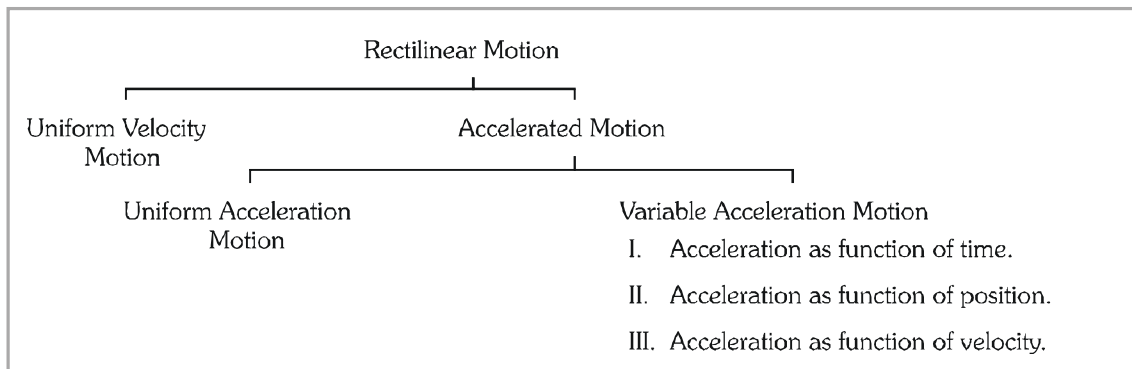 Rectilinear Motion
Uniform Velocity
Motion
Accelerated Motion
Uniform Acceleration
Motion
Variable Acceleration Motion
I. Acceleration as function of time.
II. Acceleration as function of position.
III. Acceleration as function of velocity.